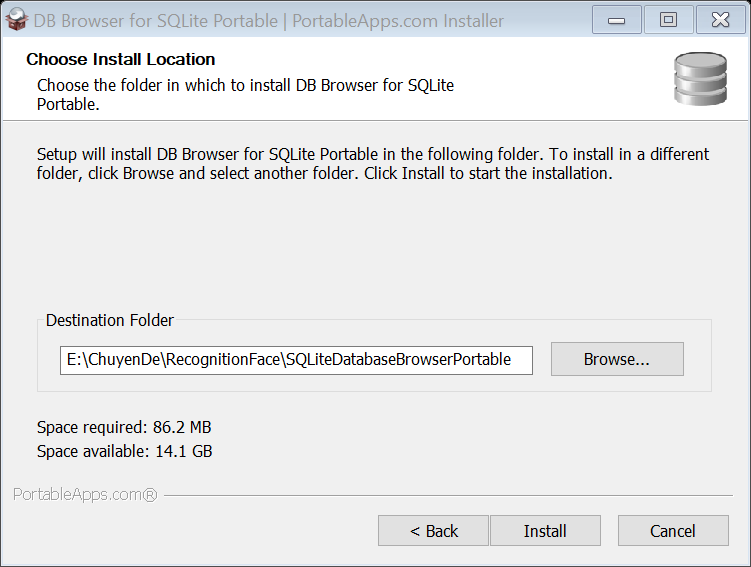 DB Browser for SQLite Portable | PortableApps.com Installer
Choose Install Location
Choose the folder in which to install DB Browser for SQLite
Portable.
Setup will install DB Browser for SQLite Portable in the following folder. To install in a different
folder, click Browse and select another folder. Click Install to start the installation.
Destination Folder
E:\ChuyenDe\RecognitionFace\SQLiteDatabaseBrowserPortable
Browse...
Space required: 86.2 MB
Space available: 14.1 GB
PortableApps.com®
< Back
Install
Cancel